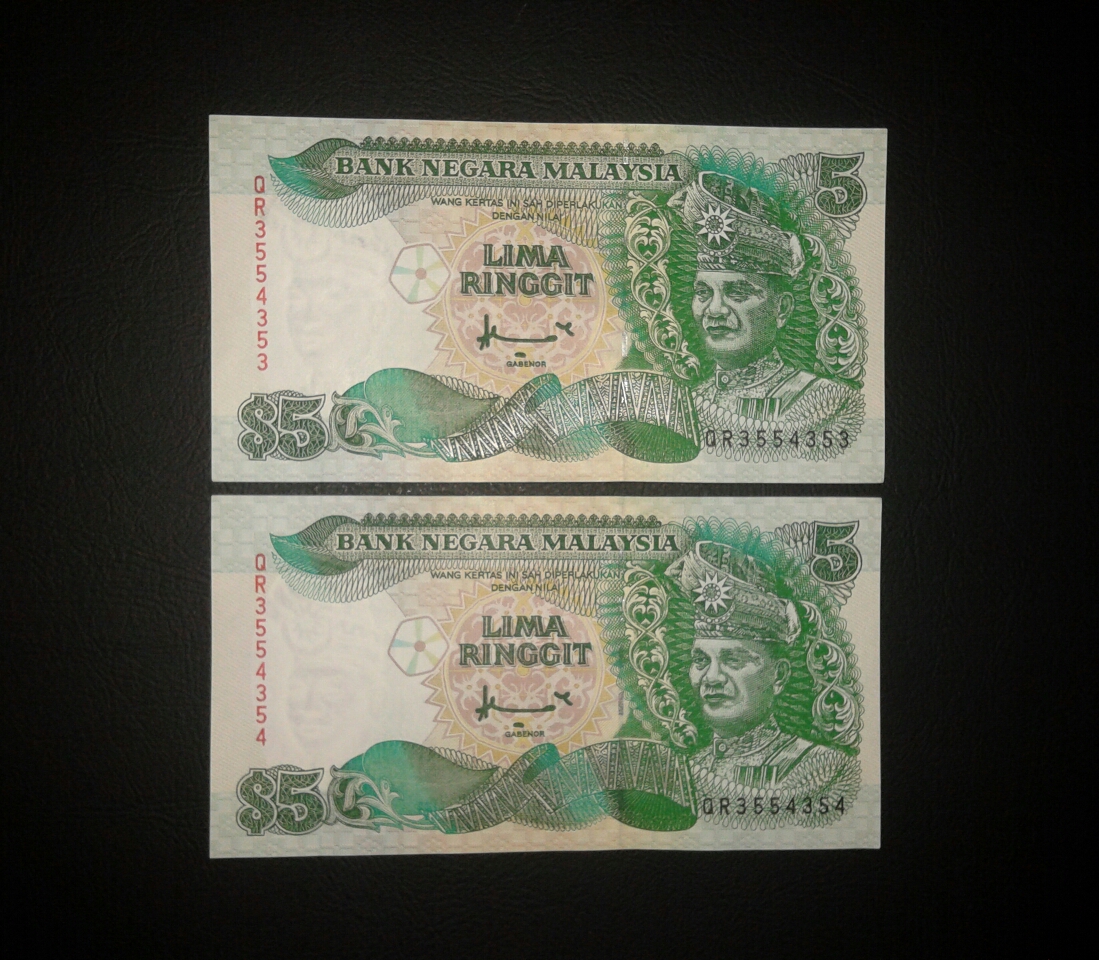 BANK NEGARA MALAYSIA
5
WANG KERTAS INI SAH DIPERLAKUKAN
DENGAN NILAI
LIMA
RINGGIT
GABENOR
QR3554353
$5
QR3554353
BANK NEGARA MALAYSIA
5
WANG KERTAS INI SAH DIPERLAKUKAN
DENGAN NILAI
LIMA
RINGGIT
GABENOR
QR3554354
$5
QR3554354